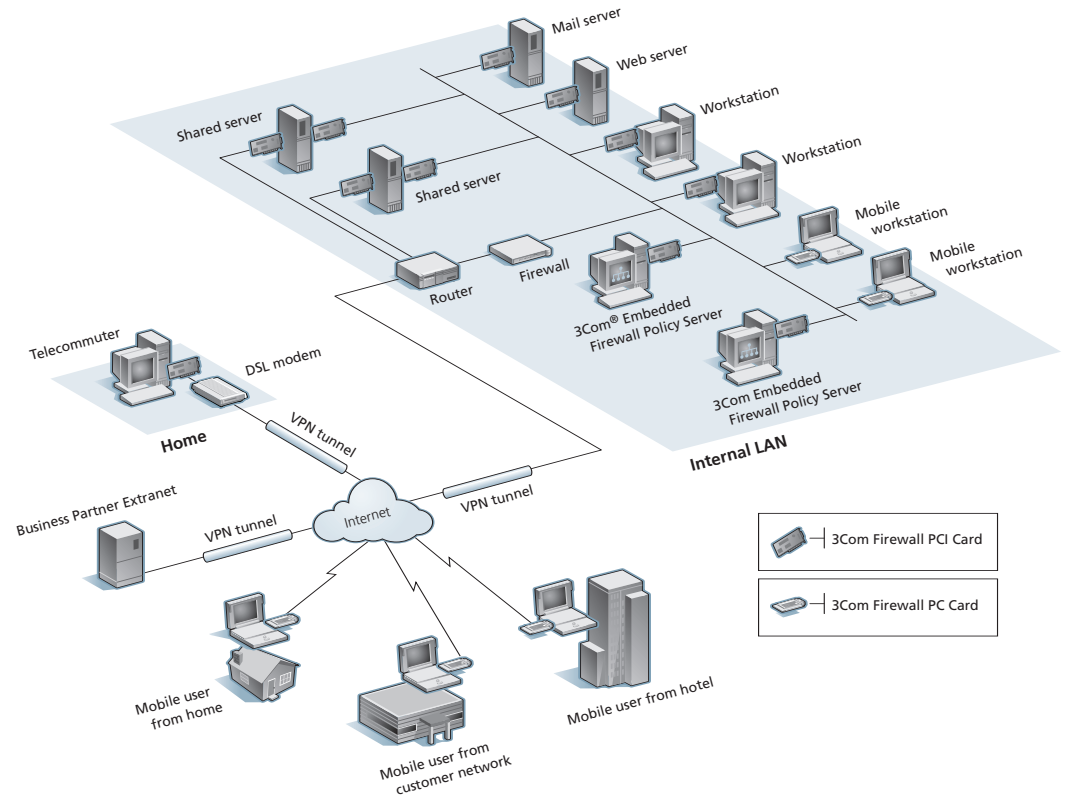 Mail server
Web server
Shared server
Workstation
Workstation
Shared server
Mobile
workstation
Mobile
workstation
Firewall
Router
3Com® Embedded
Firewall Policy Server
3Com Embedded
Firewall Policy Server
Internal LAN
Telecommuter
DSL modem
Home
VPN tunnel
VPN tunnel
Business Partner Extranet
VPN tunnel
Internet
3Com Firewall PCI Card
3Com Firewall PC Card
Mobile user
from home
Mobile user from
customer network
Mobile user from hotel